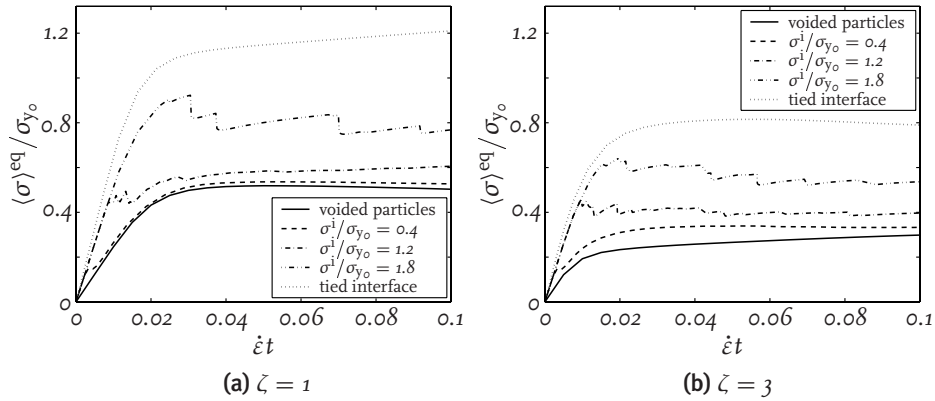 1.2
0.8
0.4
0
⟨σ⟩^eq/σ_y₀
voided particles
σ^i/σ_y₀ = 0.4
σ^i/σ_y₀ = 1.2
σ^i/σ_y₀ = 1.8
tied interface
0 0.02 0.04 0.06 0.08 0.1
ε̇t
(a) ζ = 1
1.2
0.8
0.4
0
⟨σ⟩^eq/σ_y₀
voided particles
σ^i/σ_y₀ = 0.4
σ^i/σ_y₀ = 1.2
σ^i/σ_y₀ = 1.8
tied interface
0 0.02 0.04 0.06 0.08 0.1
ε̇t
(b) ζ = 3